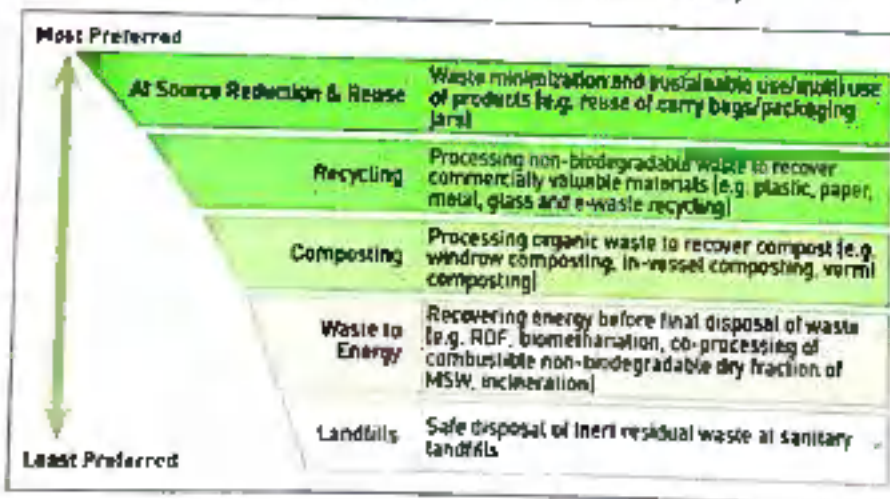 Most Preferred
At Source Reduction & Reuse
Waste minimization and sustainable use/multi use
of products (e.g. reuse of carry bags/packaging
jars)
Recycling
Processing non-biodegradable waste to recover
commercially valuable materials (e.g. plastic, paper,
metal, glass and e-waste recycling)
Composting
Processing organic waste to recover compost (e.g.
windrow composting, in-vessel composting, vermi
composting)
Waste to
Energy
Recovering energy before final disposal of waste
(e.g. RDF, biomethanation, co-processing of
combustible non-biodegradable dry fraction of
MSW, incineration)
Landfills
Safe disposal of inert residual waste at sanitary
landfills
Least Preferred